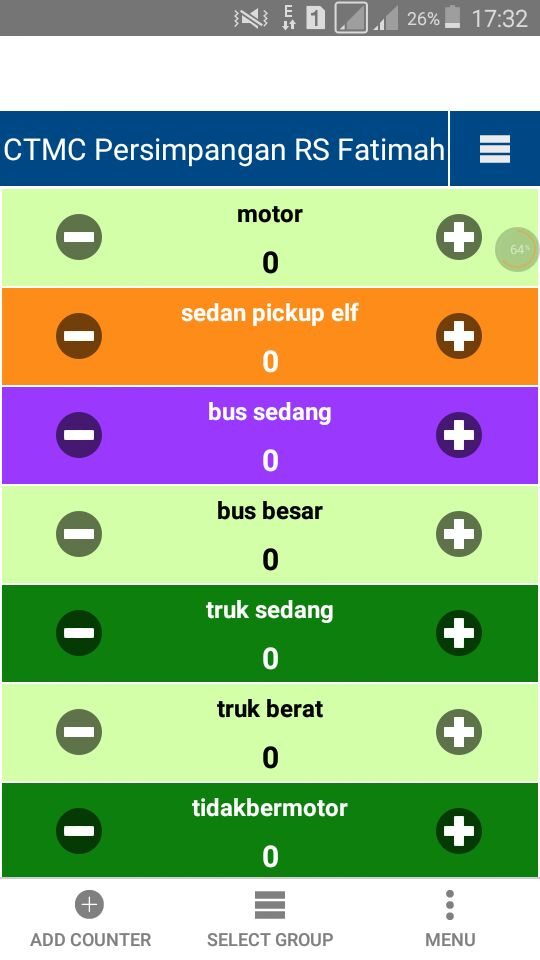 E 1 26% 17:32
CTMC Persimpangan RS Fatimah
motor
0
64%
sedan pickup elf
0
bus sedang
0
bus besar
0
truk sedang
0
truk berat
0
tidakbermotor
0
ADD COUNTER SELECT GROUP MENU